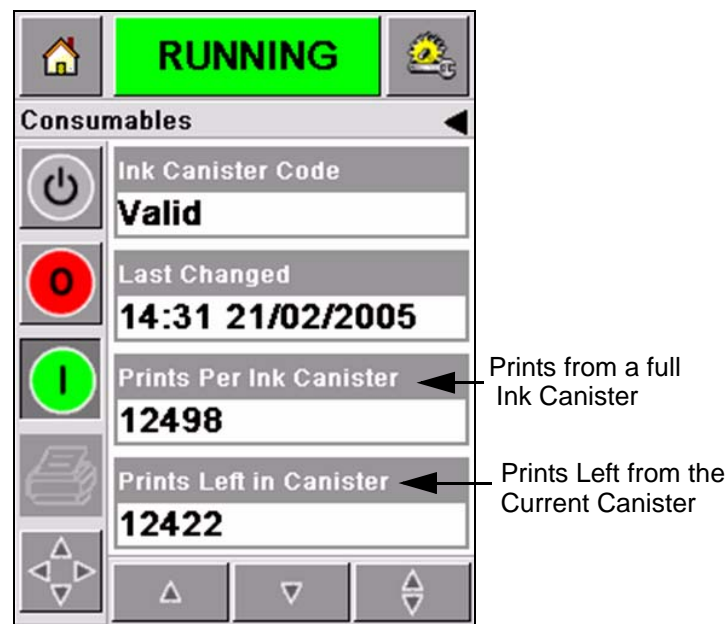 RUNNING
Consumables
Ink Canister Code
Valid
0
Last Changed
14:31 21/02/2005
I
Prints Per Ink Canister
12498
Prints from a full
Ink Canister
Prints Left in Canister
12422
Prints Left from the
Current Canister